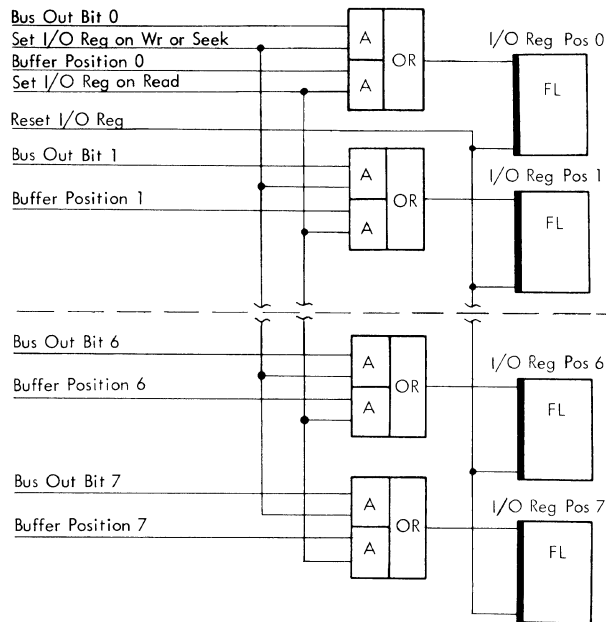 Bus Out Bit 0
Set I/O Reg on Wr or Seek
Buffer Position 0
Set I/O Reg on Read
A
A
OR
I/O Reg Pos 0
FL
Reset I/O Reg
Bus Out Bit 1
Buffer Position 1
A
A
OR
I/O Reg Pos 1
FL
Bus Out Bit 6
Buffer Position 6
A
A
OR
I/O Reg Pos 6
FL
Bus Out Bit 7
Buffer Position 7
A
A
OR
I/O Reg Pos 7
FL